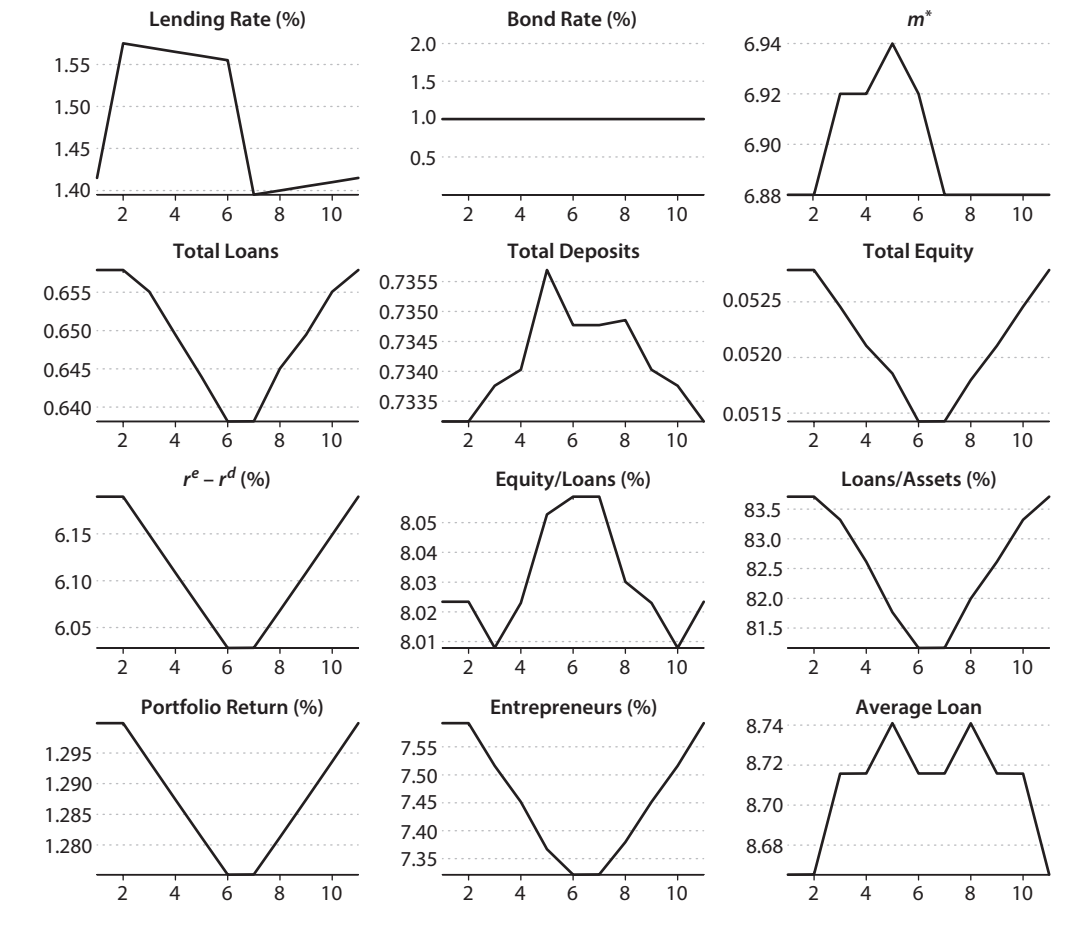 Lending Rate (%)
1.55
1.50
1.45
1.40
2 4 6 8 10
Bond Rate (%)
2.0
1.5
1.0
0.5
2 4 6 8 10
m*
6.94
6.92
6.90
6.88
2 4 6 8 10
Total Loans
0.655
0.650
0.645
0.640
2 4 6 8 10
Total Deposits
0.7355
0.7350
0.7345
0.7340
0.7335
2 4 6 8 10
Total Equity
0.0525
0.0520
0.0515
2 4 6 8 10
rᵉ – rᵈ (%)
6.15
6.10
6.05
2 4 6 8 10
Equity/Loans (%)
8.05
8.04
8.03
8.02
8.01
2 4 6 8 10
Loans/Assets (%)
83.5
83.0
82.5
82.0
81.5
2 4 6 8 10
Portfolio Return (%)
1.295
1.290
1.285
1.280
2 4 6 8 10
Entrepreneurs (%)
7.55
7.50
7.45
7.40
7.35
2 4 6 8 10
Average Loan
8.74
8.72
8.70
8.68
2 4 6 8 10